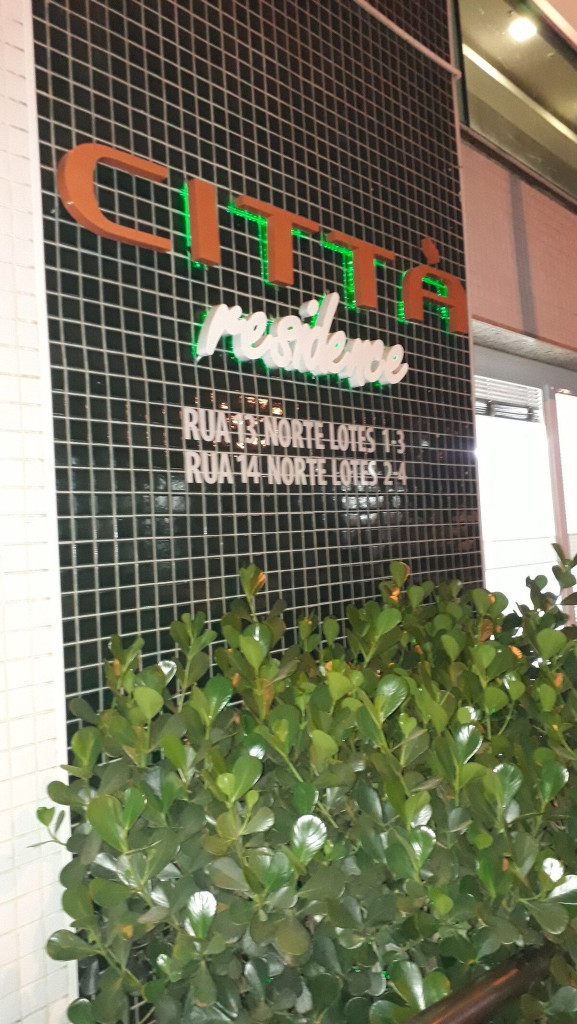 CITTÀ
residence
RUA 13 NORTE LOTES 1-3
RUA 14 NORTE LOTES 2-4